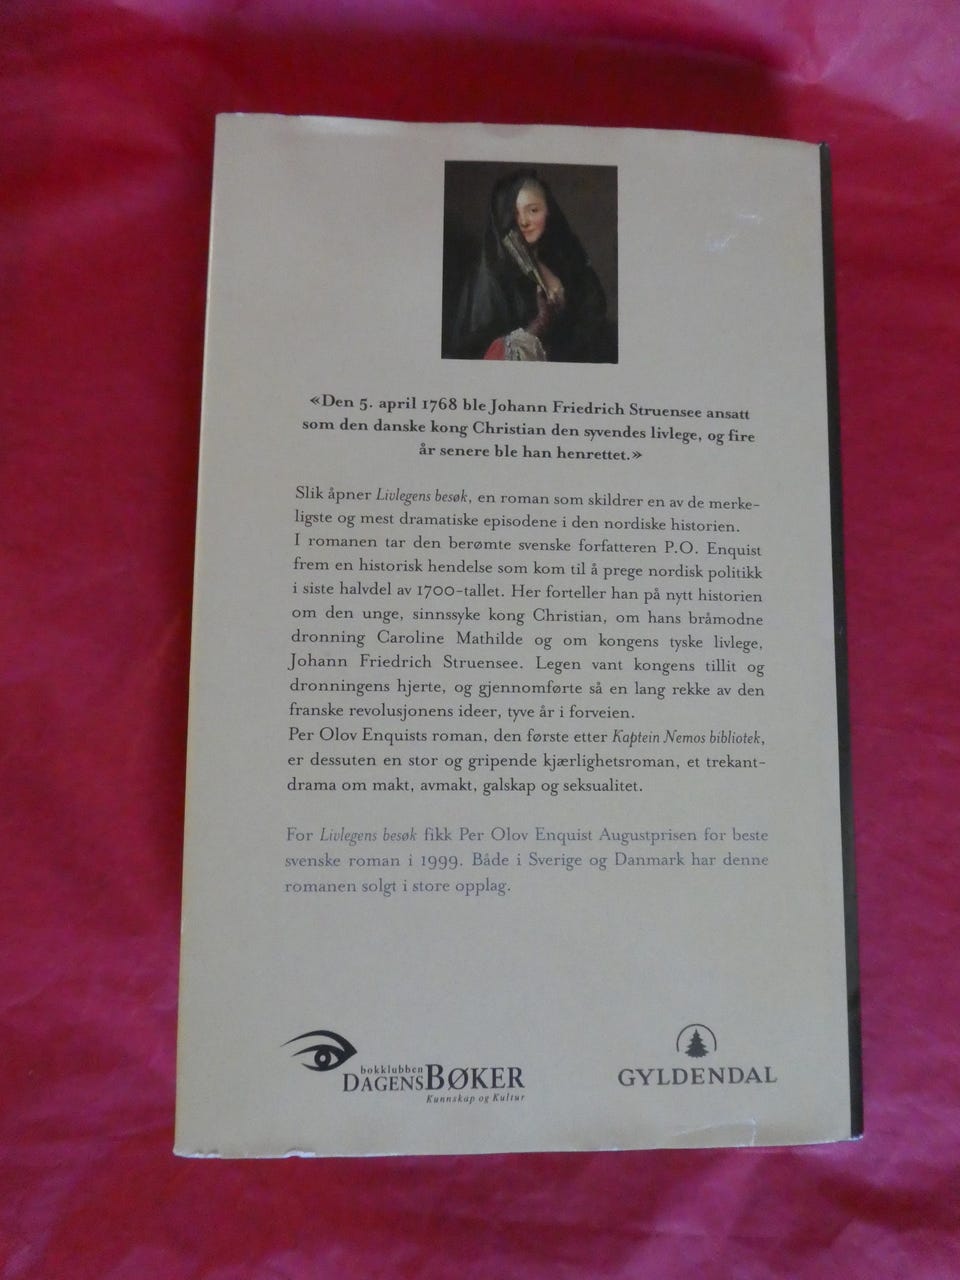 «Den 5. april 1768 ble Johann Friedrich Struensee ansatt
som den danske kong Christian den syvendes livlege, og fire
år senere ble han henrettet.»
Slik åpner Livlegens besøk, en roman som skildrer en av de merke-
ligste og mest dramatiske episodene i den nordiske historien.
I romanen tar den berømte svenske forfatteren P.O. Enquist
frem en historisk hendelse som kom til å prege nordisk politikk
i siste halvdel av 1700-tallet. Her forteller han på nytt historien
om den unge, sinnssyke kong Christian, om hans bråmodne
dronning Caroline Mathilde og om kongens tyske livlege,
Johann Friedrich Struensee. Legen vant kongens tillit og
dronningens hjerte, og gjennomførte så en lang rekke av den
franske revolusjonens ideer, tyve år i forveien.
Per Olov Enquists roman, den første etter Kaptein Nemos bibliotek,
er dessuten en stor og gripende kjærlighetsroman, et trekant-
drama om makt, avmakt, galskap og seksualitet.
For Livlegens besøk fikk Per Olov Enquist Augustprisen for beste
svenske roman i 1999. Både i Sverige og Danmark har denne
romanen solgt i store opplag.
bokklubben
DAGENSBØKER
Kunnskap og Kultur
GYLDENDAL